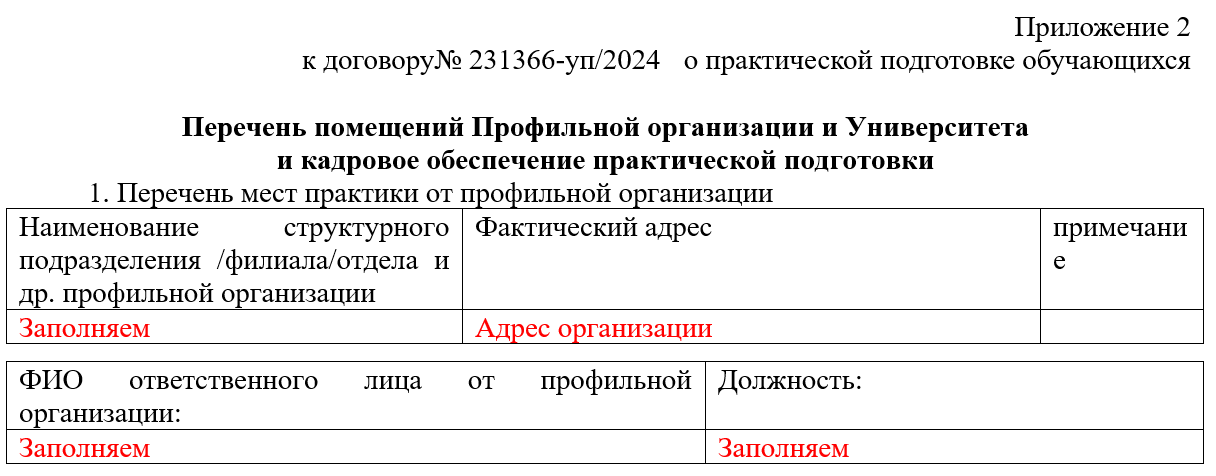 Приложение 2
к договору№ 231366-уп/2024 о практической подготовке обучающихся
Перечень помещений Профильной организации и Университета
и кадровое обеспечение практической подготовки
1. Перечень мест практики от профильной организации
Наименование структурного
подразделения /филиала/отдела и
др. профильной организации
Фактический адрес
примечани
е
Заполняем
Адрес организации
ФИО ответственного лица от профильной
организации:
Должность:
Заполняем
Заполняем